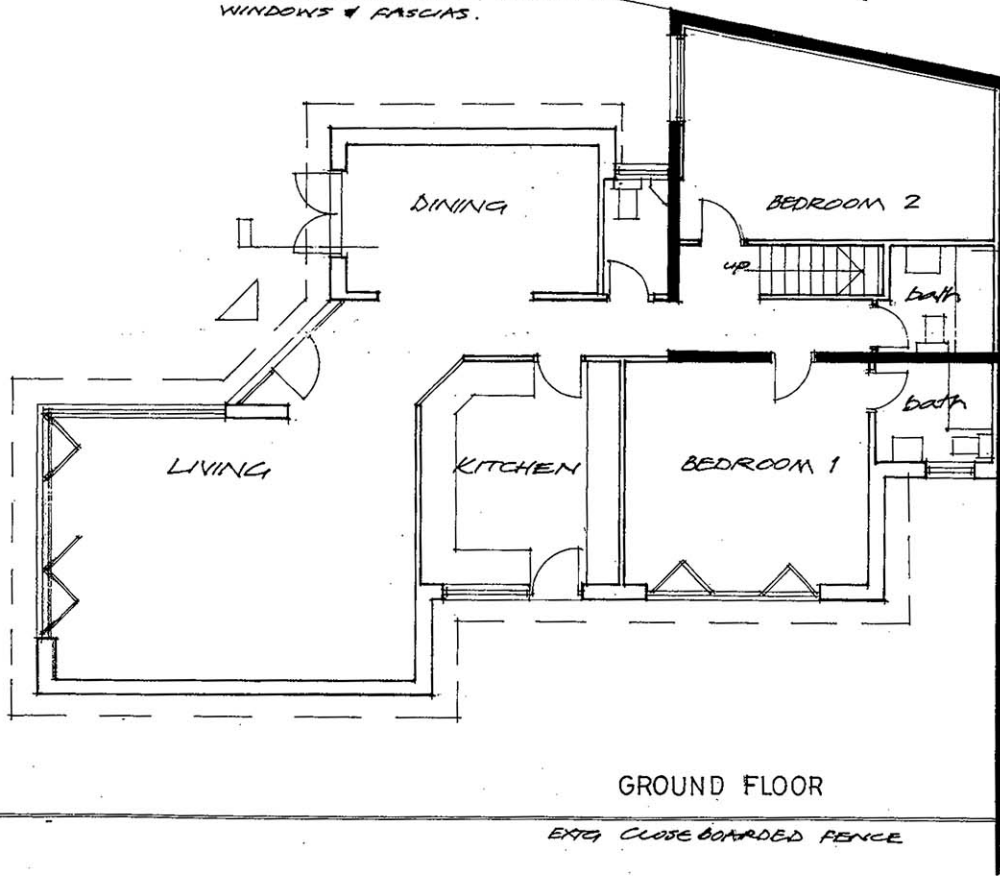 WINDOWS & FASCIAS.
DINING
BEDROOM 2
up
bath
bath
LIVING
KITCHEN
BEDROOM 1
GROUND FLOOR
EXTG CLOSE BOARDED FENCE